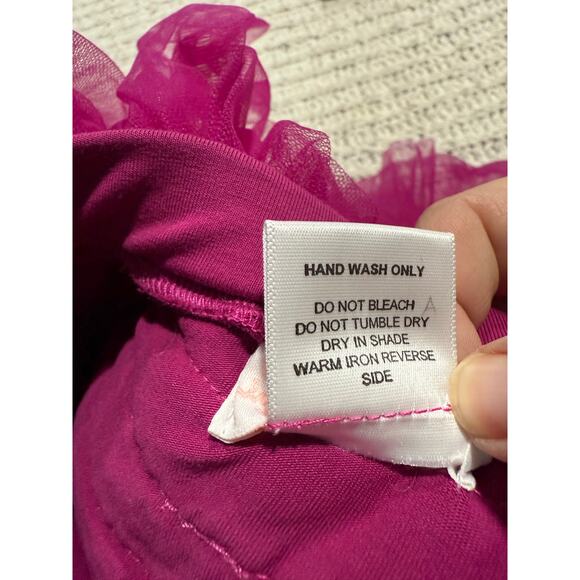 HAND WASH ONLY
DO NOT BLEACH
DO NOT TUMBLE DRY
DRY IN SHADE
WARM IRON REVERSE
SIDE